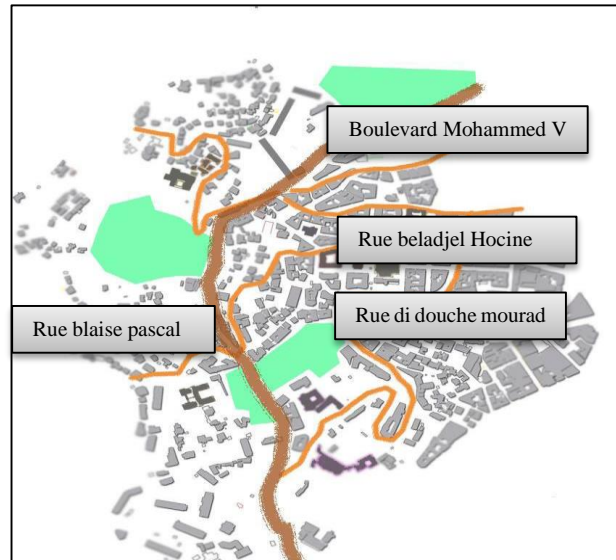 Boulevard Mohammed V
Rue beladjel Hocine
Rue di douche mourad
Rue blaise pascal